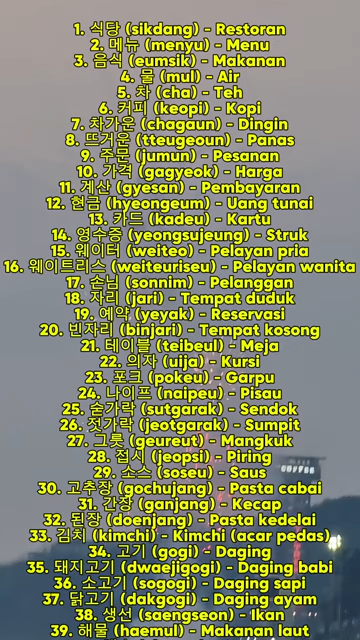 1. 식당 (sikdang) - Restoran
2. 메뉴 (menyu) - Menu
3. 음식 (eumsik) - Makanan
4. 물 (mul) - Air
5. 차 (cha) - Teh
6. 커피 (keopi) - Kopi
7. 차가운 (chagaun) - Dingin
8. 뜨거운 (tteugeoun) - Panas
9. 주문 (jumun) - Pesanan
10. 가격 (gagyeok) - Harga
11. 계산 (gyesan) - Pembayaran
12. 현금 (hyeongeum) - Uang tunai
13. 카드 (kadeu) - Kartu
14. 영수증 (yeongsujeung) - Struk
15. 웨이터 (weiteo) - Pelayan pria
16. 웨이트리스 (weiteuriseu) - Pelayan wanita
17. 손님 (sonnim) - Pelanggan
18. 자리 (jari) - Tempat duduk
19. 예약 (yeyak) - Reservasi
20. 빈자리 (binjari) - Tempat kosong
21. 테이블 (teibeul) - Meja
22. 의자 (uija) - Kursi
23. 포크 (pokeu) - Garpu
24. 나이프 (naipeu) - Pisau
25. 숟가락 (sutgarak) - Sendok
26. 젓가락 (jeotgarak) - Sumpit
27. 그릇 (geureut) - Mangkuk
28. 접시 (jeopsi) - Piring
29. 소스 (soseu) - Saus
COFFEE
30. 고추장 (gochujang) - Pasta cabai
31. 간장 (ganjang) - Kecap
32. 된장 (doenjang) - Pasta kedelai
33. 김치 (kimchi) - Kimchi (acar pedas)
34. 고기 (gogi) - Daging
35. 돼지고기 (dwaejigogi) - Daging babi
36. 소고기 (sogogi) - Daging sapi
37. 닭고기 (dakgogi) - Daging ayam
38. 생선 (saengseon) - Ikan
39. 해물 (haemul) - Makanan laut